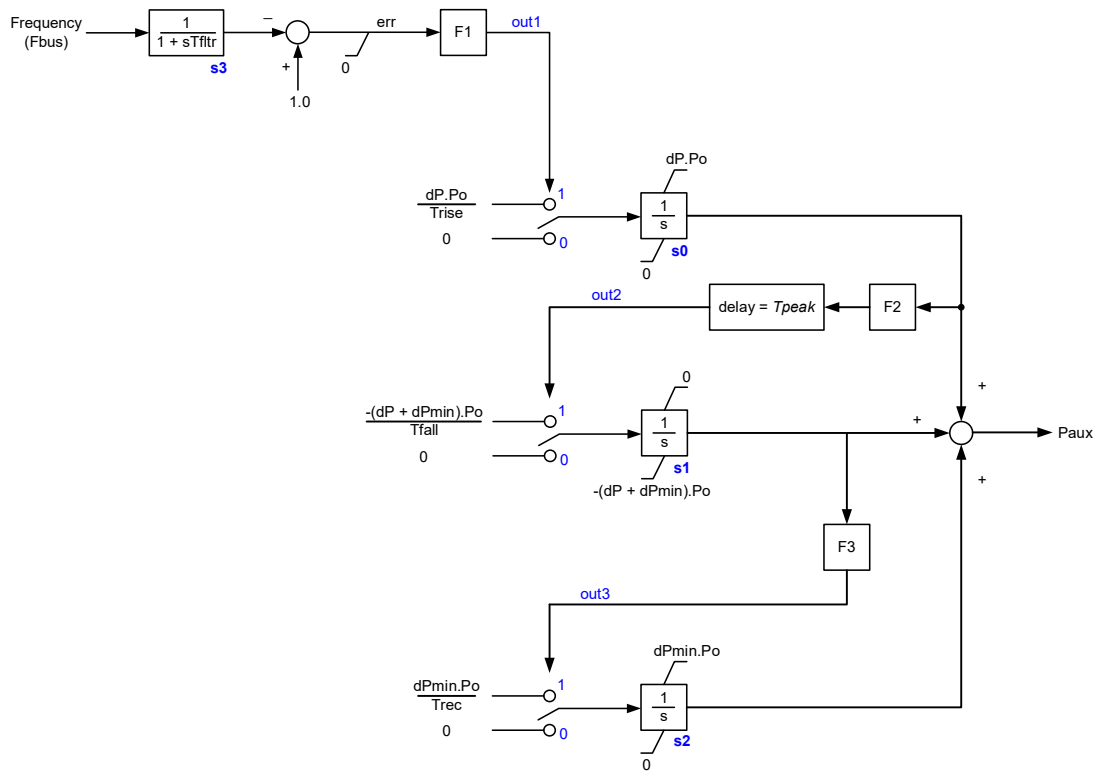 Frequency
(Fbus)
1
1 + sTfltr
s3
–
+
1.0
err
0
F1
out1
dP.Po
Trise
0
1
0
dP.Po
1
s
s0
0
out2
delay = Tpeak
F2
-(dP + dPmin).Po
Tfall
0
1
0
0
1
s
s1
-(dP + dPmin).Po
+
+
+
Paux
F3
out3
dPmin.Po
Trec
0
1
0
dPmin.Po
1
s
s2
0